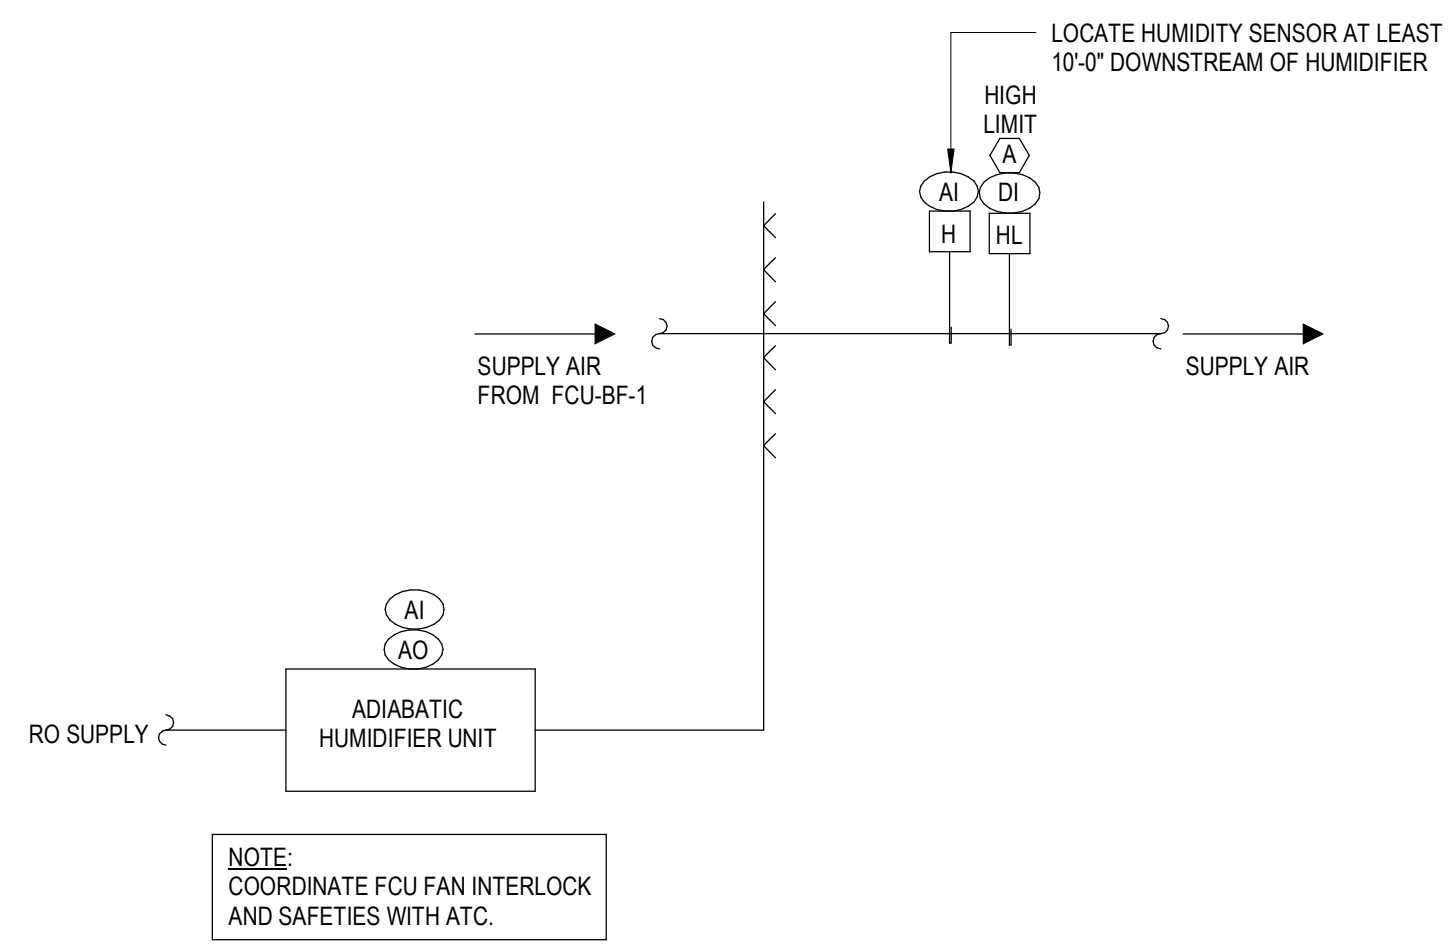 LOCATE HUMIDITY SENSOR AT LEAST
10'-0" DOWNSTREAM OF HUMIDIFIER
HIGH
LIMIT
A
AI
DI
H
HL
SUPPLY AIR
FROM FCU-BF-1
SUPPLY AIR
AI
AO
ADIABATIC
HUMIDIFIER UNIT
RO SUPPLY
NOTE:
COORDINATE FCU FAN INTERLOCK
AND SAFETIES WITH ATC.